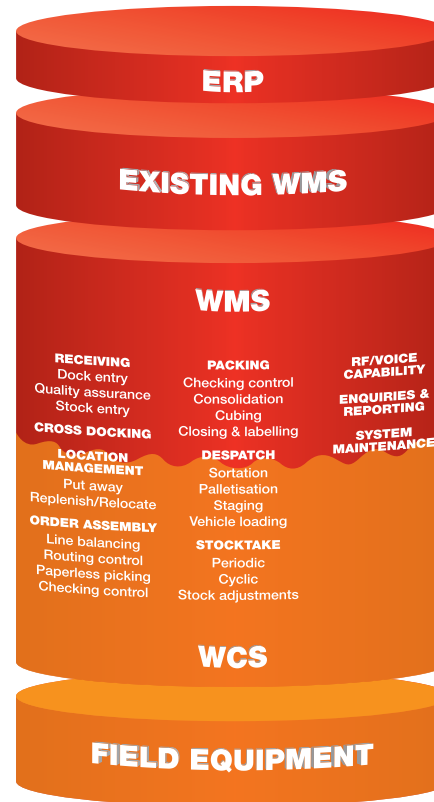 ERP
EXISTING WMS
WMS
RECEIVING
Dock entry
Quality assurance
Stock entry
CROSS DOCKING
LOCATION
MANAGEMENT
Put away
Replenish/Relocate
ORDER ASSEMBLY
Line balancing
Routing control
Paperless picking
Checking control
PACKING
Checking control
Consolidation
Cubing
Closing & labelling
DESPATCH
Sortation
Palletisation
Staging
Vehicle loading
STOCKTAKE
Periodic
Cyclic
Stock adjustments
RF/VOICE
CAPABILITY
ENQUIRIES &
REPORTING
SYSTEM
MAINTENANCE
WCS
FIELD EQUIPMENT